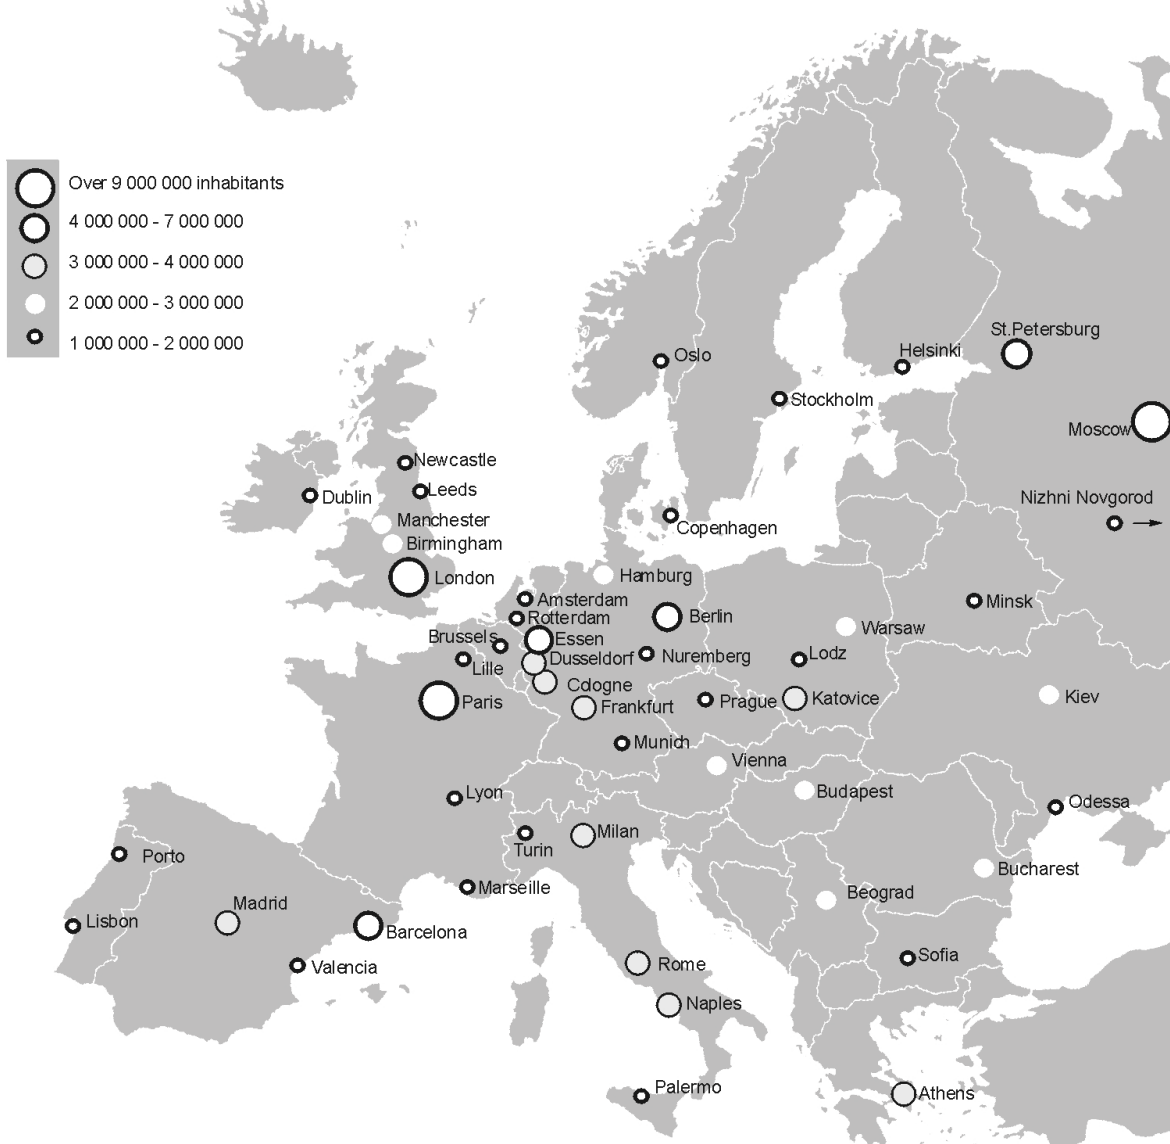 Over 9 000 000 inhabitants
4 000 000 - 7 000 000
3 000 000 - 4 000 000
2 000 000 - 3 000 000
1 000 000 - 2 000 000
St.Petersburg
Helsinki
Oslo
Stockholm
Moscow
Newcastle
Leeds
Dublin
Nizhni Novgorod
Manchester
Copenhagen
Birmingham
London
Hamburg
Amsterdam
Minsk
Rotterdam
Berlin
Warsaw
Brussels
Essen
Lodz
Dusseldorf
Nuremberg
Lille
Cologne
Kiev
Katovice
Paris
Prague
Frankfurt
Munich
Vienna
Lyon
Budapest
Odessa
Milan
Turin
Porto
Bucharest
Marseille
Beograd
Madrid
Lisbon
Barcelona
Sofia
Rome
Valencia
Naples
Palermo
Athens